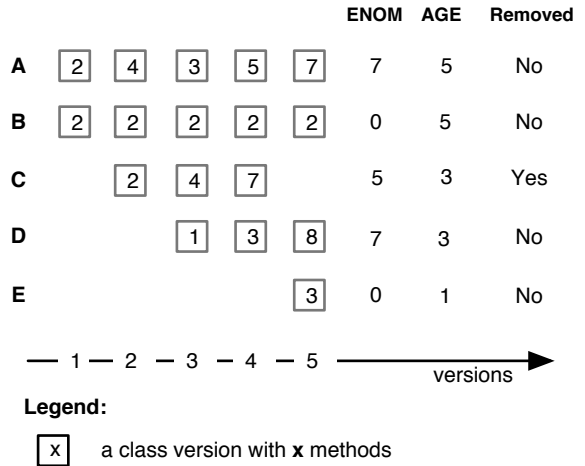 ENOM AGE Removed
A 2 4 3 5 7 7 5 No
B 2 2 2 2 2 0 5 No
C 2 4 7 5 3 Yes
D 1 3 8 7 3 No
E 3 0 1 No
1 2 3 4 5
versions
Legend:
x a class version with x methods